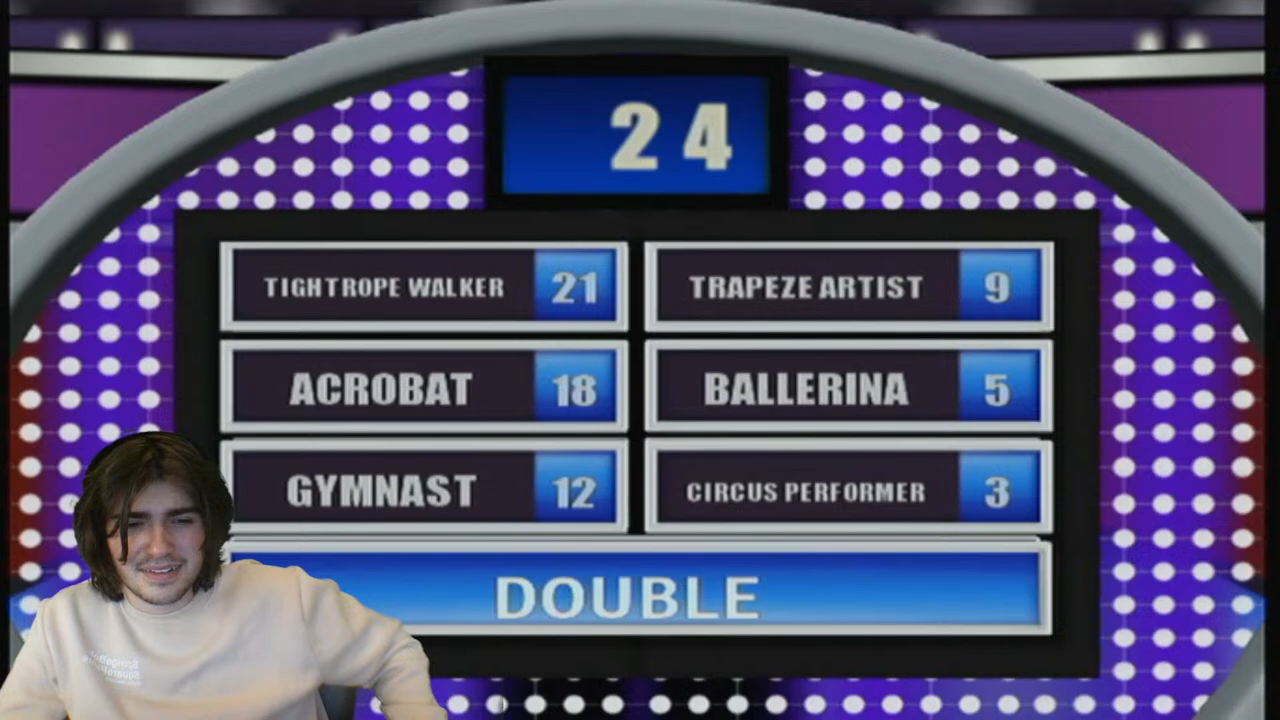 24
TIGHTROPE WALKER 21
TRAPEZE ARTIST 9
ACROBAT 18
BALLERINA 5
GYMNAST 12
CIRCUS PERFORMER 3
DOUBLE